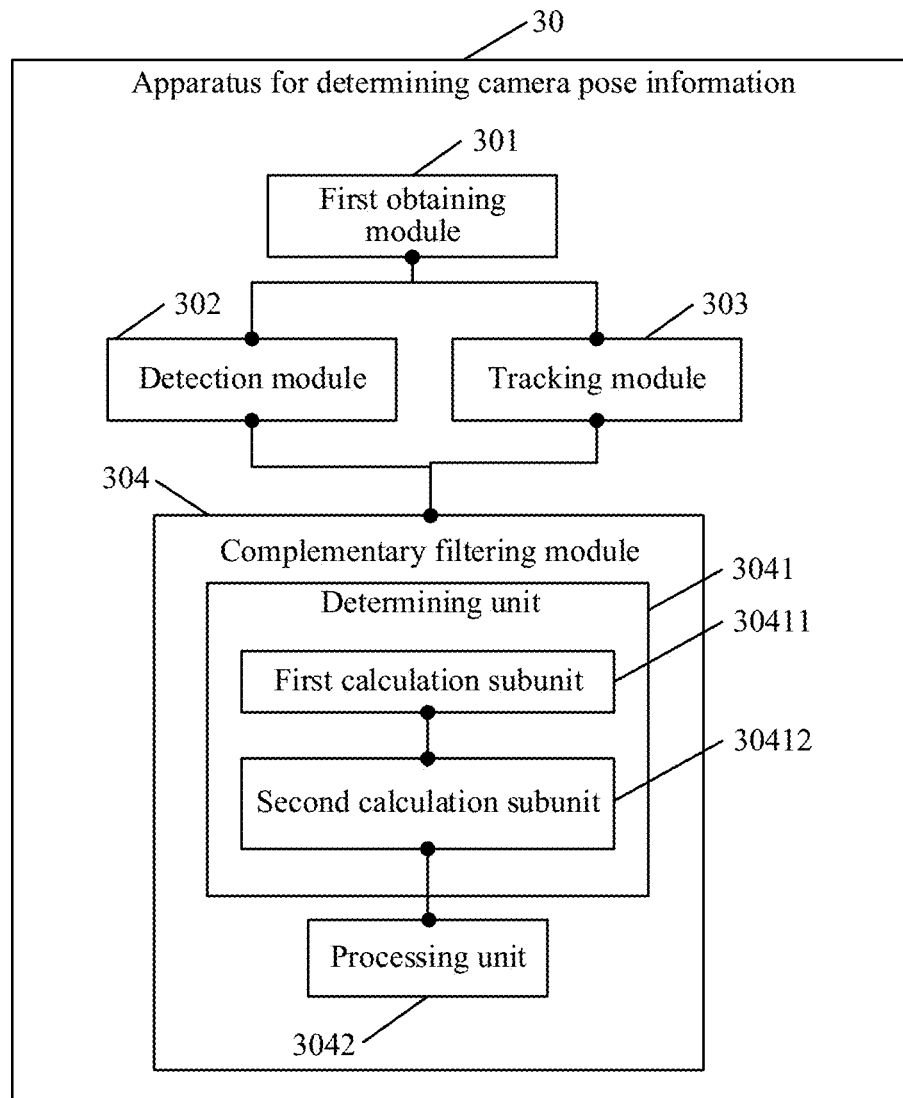 30
Apparatus for determining camera pose information
301
First obtaining
module
302
303
Detection module
Tracking module
304
Complementary filtering module
3041
Determining unit
30411
First calculation subunit
30412
Second calculation subunit
Processing unit
3042